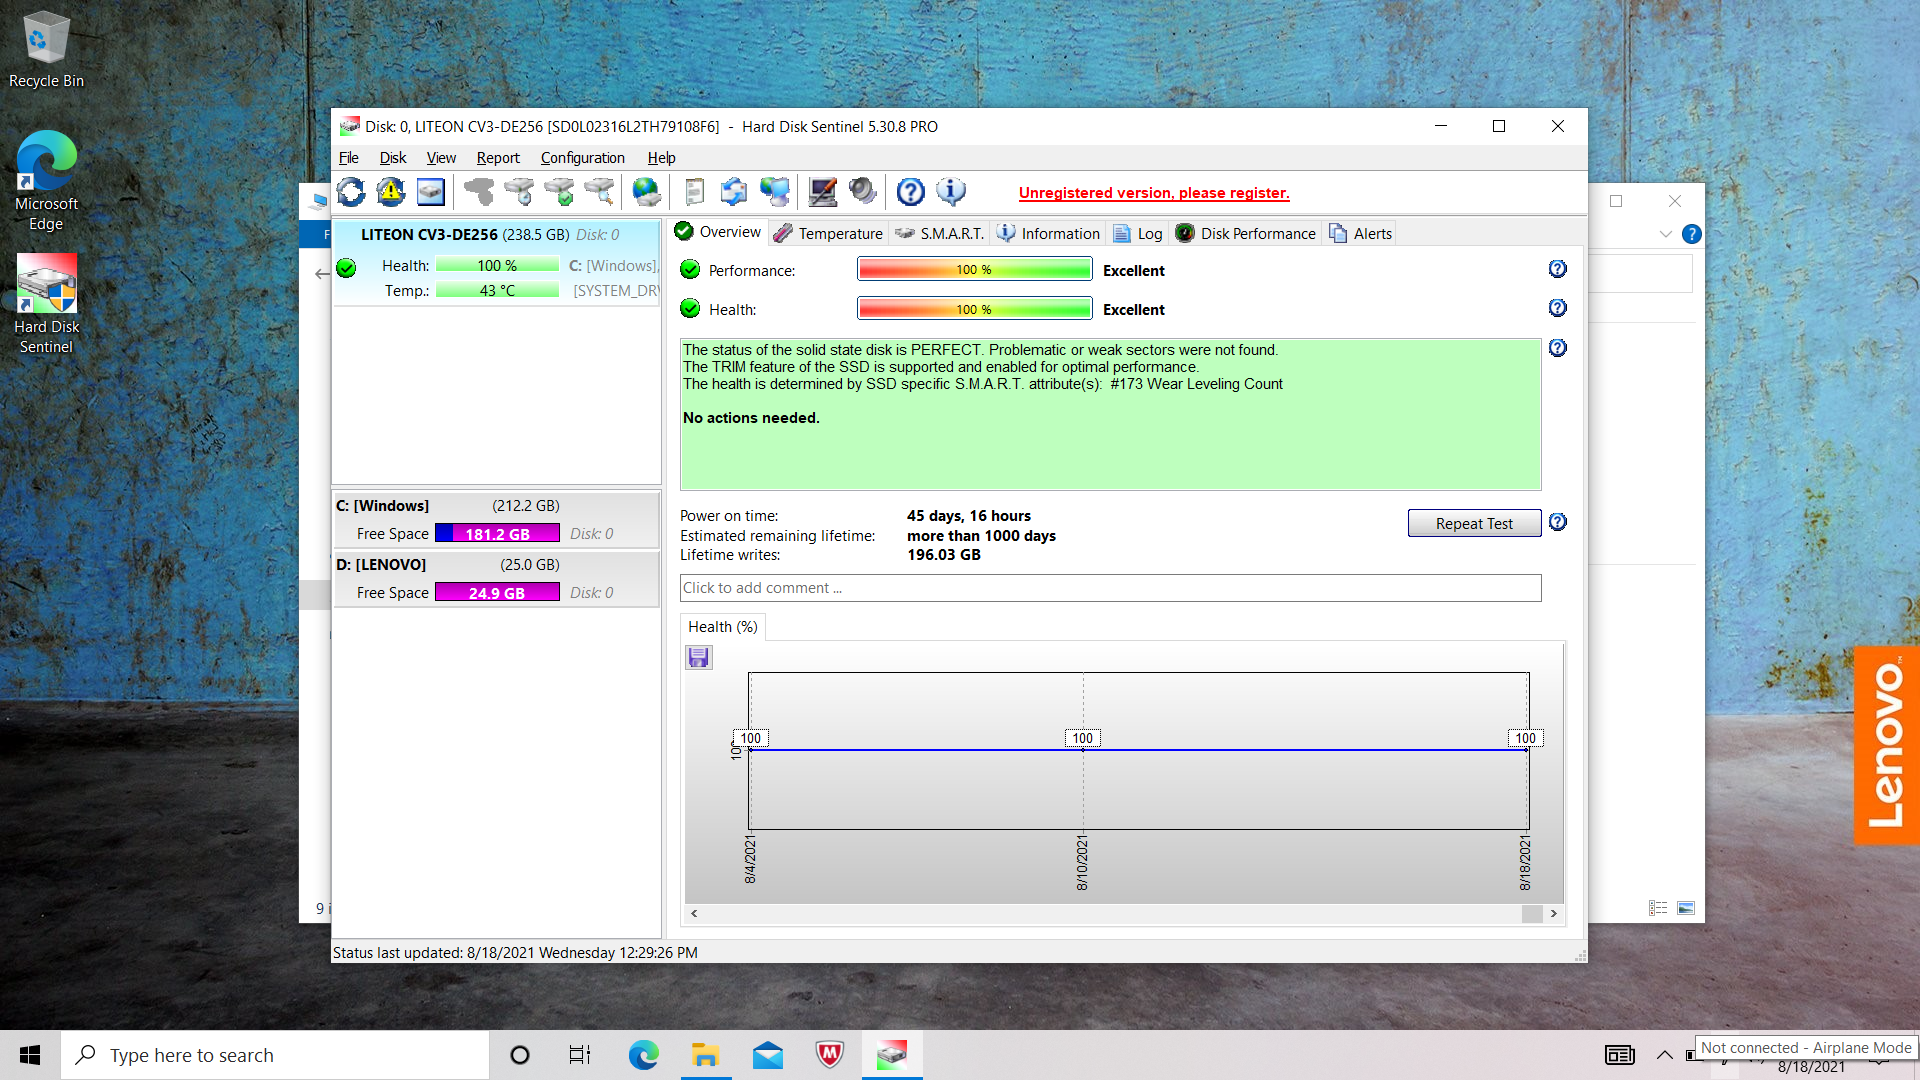 Recycle Bin
Microsoft
Edge
Hard Disk
Sentinel
Disk: 0, LITEON CV3-DE256 [SD0L02316L2TH79108F6] - Hard Disk Sentinel 5.30.8 PRO
File Disk View Report Configuration Help
Unregistered version, please register.
LITEON CV3-DE256 (238.5 GB) Disk: 0
Health: 100 % C: [Windows],
Temp.: 43 °C [SYSTEM_DRV
C: [Windows] (212.2 GB)
Free Space 181.2 GB Disk: 0
D: [LENOVO] (25.0 GB)
Free Space 24.9 GB Disk: 0
Overview Temperature S.M.A.R.T. Information Log Disk Performance Alerts
Performance: 100 % Excellent
Health: 100 % Excellent
The status of the solid state disk is PERFECT. Problematic or weak sectors were not found.
The TRIM feature of the SSD is supported and enabled for optimal performance.
The health is determined by SSD specific S.M.A.R.T. attribute(s): #173 Wear Leveling Count
No actions needed.
Power on time: 45 days, 16 hours
Estimated remaining lifetime: more than 1000 days
Lifetime writes: 196.03 GB
Repeat Test
Click to add comment ...
Health (%)
100 100 100
8/4/2021 8/10/2021 8/18/2021
Status last updated: 8/18/2021 Wednesday 12:29:26 PM
F
9 i
Lenovo
Type here to search
Not connected - Airplane Mode
8/18/2021